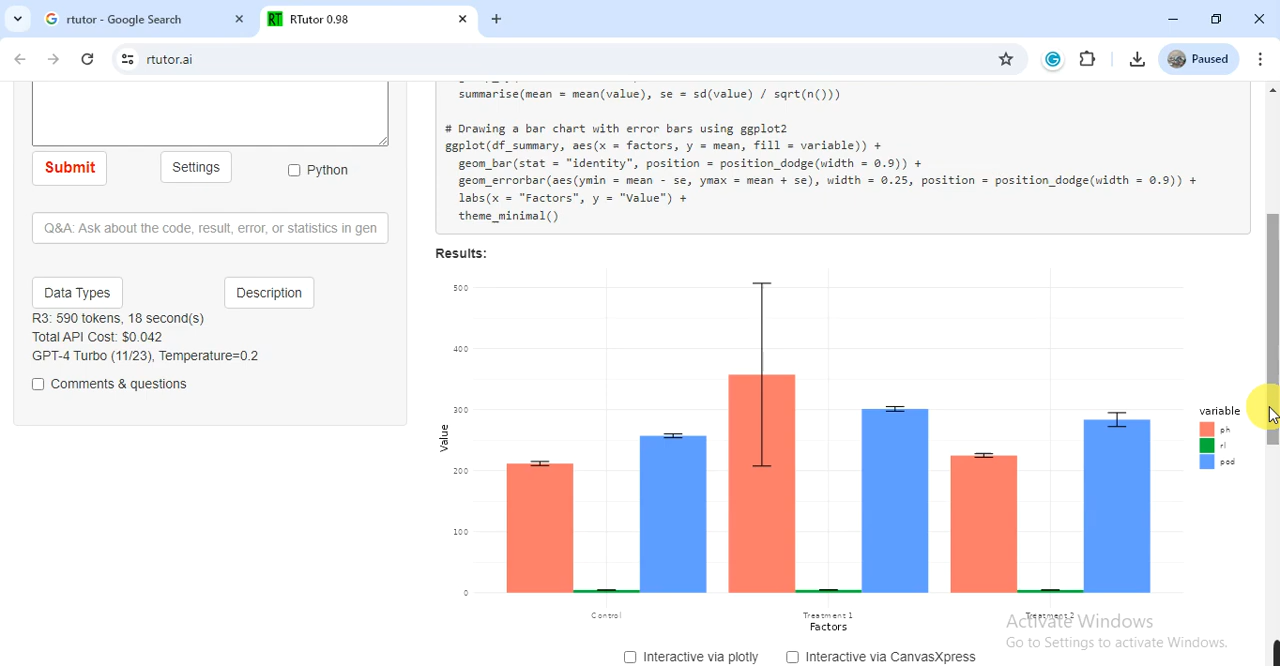 rtutor - Google Search
RTutor 0.98
rtutor.ai
Paused
summarise(mean = mean(value), se = sd(value) / sqrt(n()))
# Drawing a bar chart with error bars using ggplot2
ggplot(df_summary, aes(x = factors, y = mean, fill = variable)) +
geom_bar(stat = "identity", position = position_dodge(width = 0.9)) +
geom_errorbar(aes(ymin = mean - se, ymax = mean + se), width = 0.25, position = position_dodge(width = 0.9)) +
labs(x = "Factors", y = "Value") +
theme_minimal()
Submit
Settings
Python
Q&A: Ask about the code, result, error, or statistics in gen
Data Types
Description
R3: 590 tokens, 18 second(s)
Total API Cost: $0.042
GPT-4 Turbo (11/23), Temperature=0.2
Comments & questions
Results:
500
400
300
200
100
0
Value
Control
Treatment 1
Treatment 2
Factors
variable
ph
rl
pod
Interactive via plotly
Interactive via CanvasXpress
Activate Windows
Go to Settings to activate Windows.